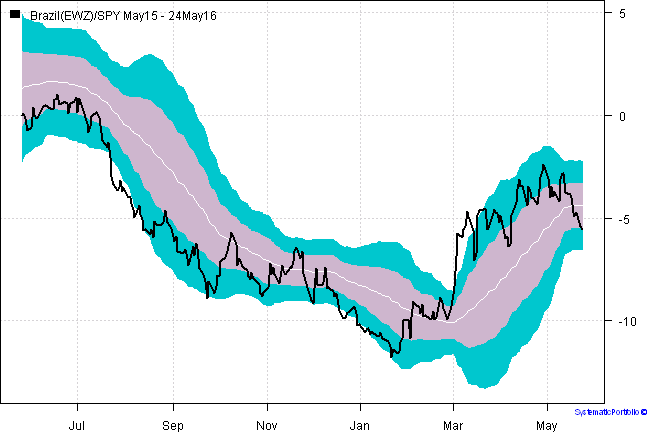 Brazil(EWZ)/SPY May15 - 24May16
5
0
-5
-10
Jul Sep Nov Jan Mar May
SystematicPortfolio ©